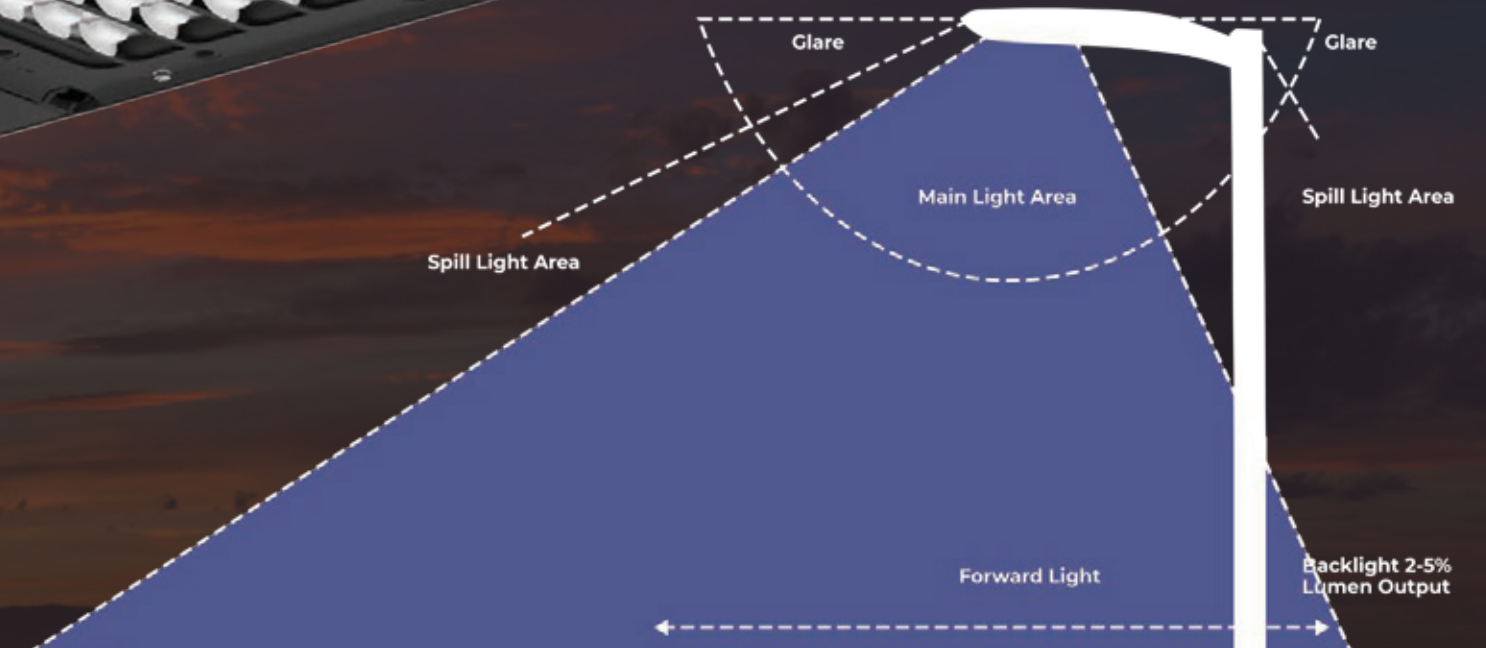 Glare
Glare
Main Light Area
Spill Light Area
Spill Light Area
Forward Light
Backlight 2-5%
Lumen Output